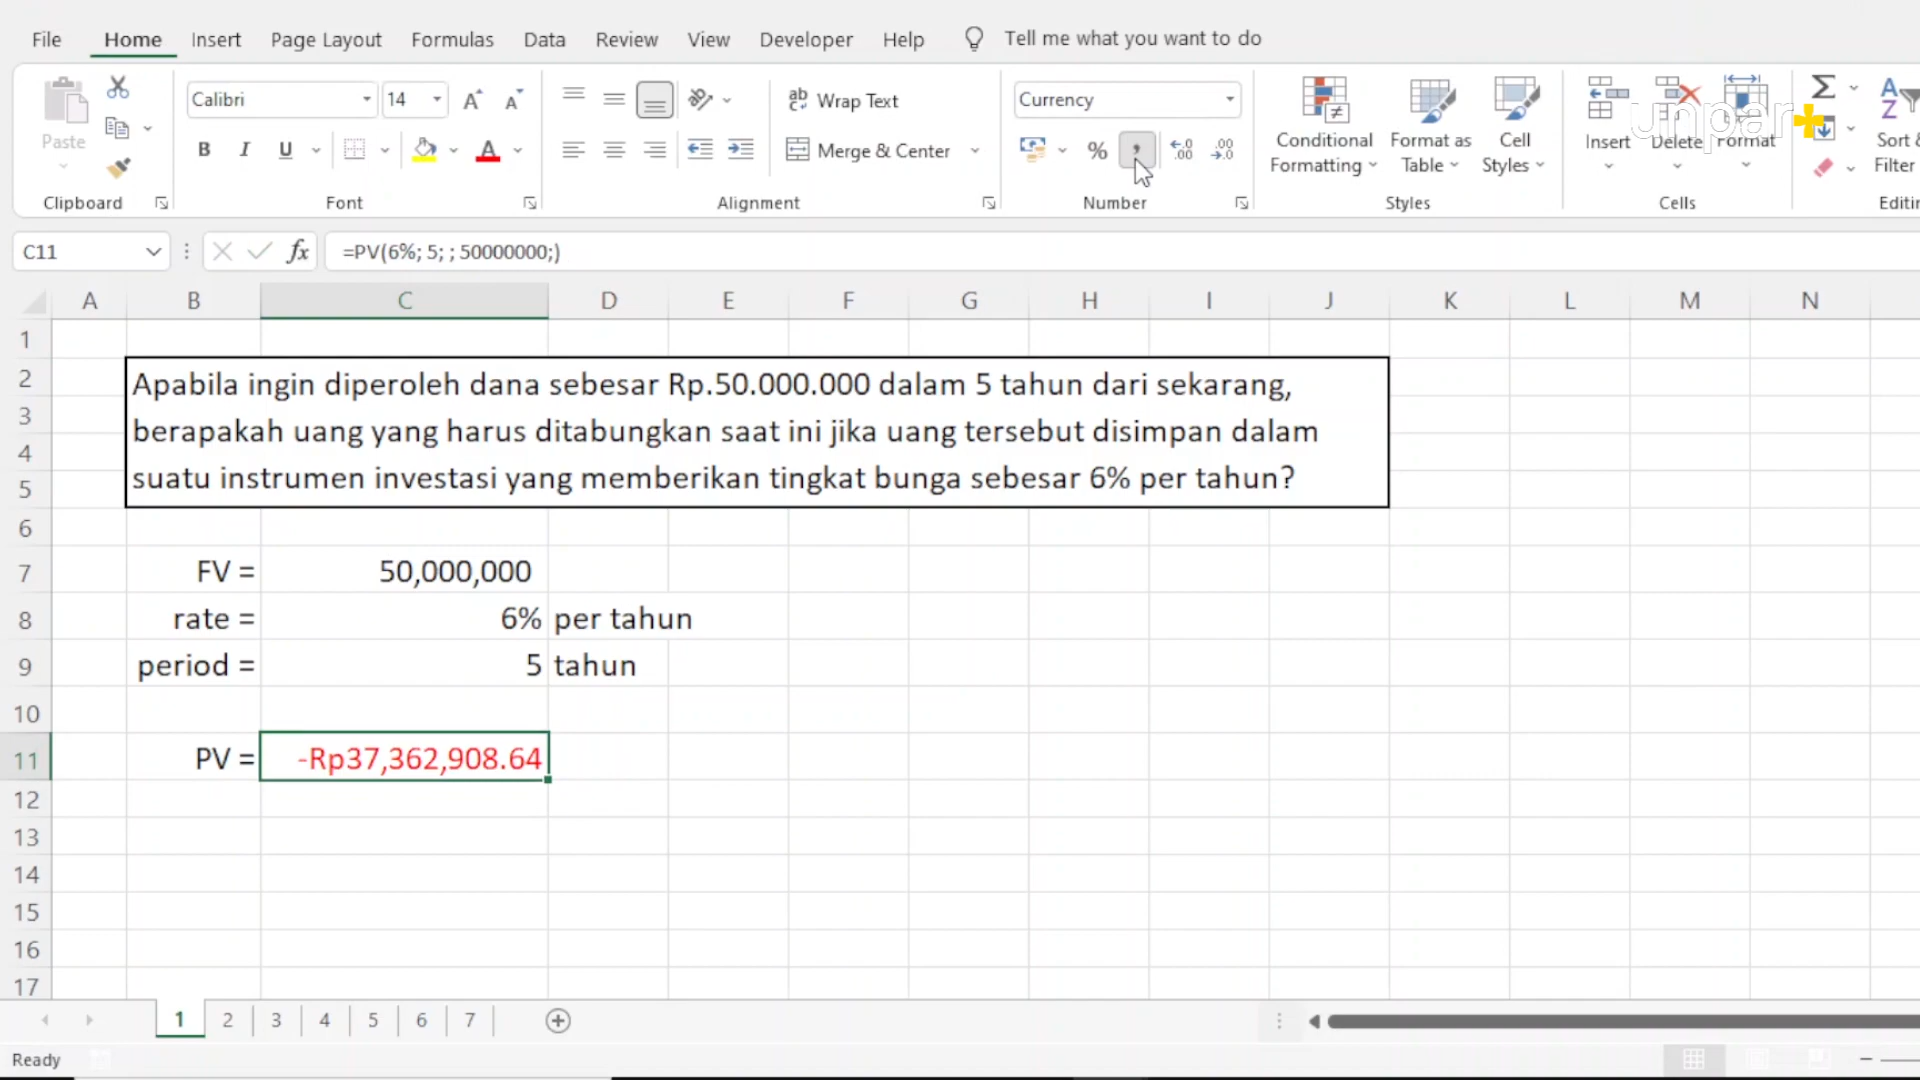 File Home Insert Page Layout Formulas Data Review View Developer Help Tell me what you want to do
Calibri 14 A A Wrap Text Currency
Paste B I U A Merge & Center % , Conditional Formatting Format as Table Cell Styles Insert Delete Format Sort & Filter
unpar+
Clipboard Font Alignment Number Styles Cells Editin
C11 fx =PV(6%; 5; ; 50000000;)
A B C D E F G H I J K L M N
1
2 Apabila ingin diperoleh dana sebesar Rp.50.000.000 dalam 5 tahun dari sekarang,
3 berapakah uang yang harus ditabungkan saat ini jika uang tersebut disimpan dalam
4
5 suatu instrumen investasi yang memberikan tingkat bunga sebesar 6% per tahun?
6
7 FV = 50,000,000
8 rate = 6% per tahun
9 period = 5 tahun
10
11 PV = -Rp37,362,908.64
12
13
14
15
16
17
1 2 3 4 5 6 7
Ready